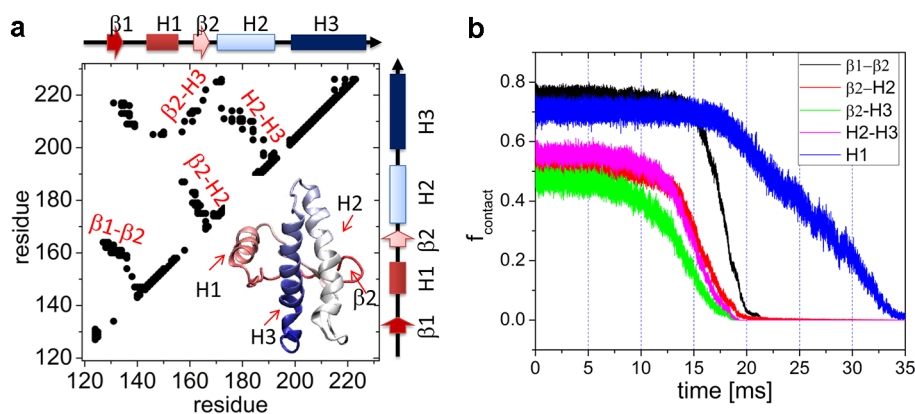 a
β1 H1 β2 H2 H3
220
200
180
160
140
120
residue
120 140 160 180 200 220
residue
β2-H3
H2-H3
β2-H2
β1-β2
H1
H2
H3
β2
H3
H2
β2
H1
β1
b
0.8
0.6
0.4
0.2
0.0
f contact
0 5 10 15 20 25 30 35
time [ms]
β1–β2
β2–H2
β2-H3
H2-H3
H1